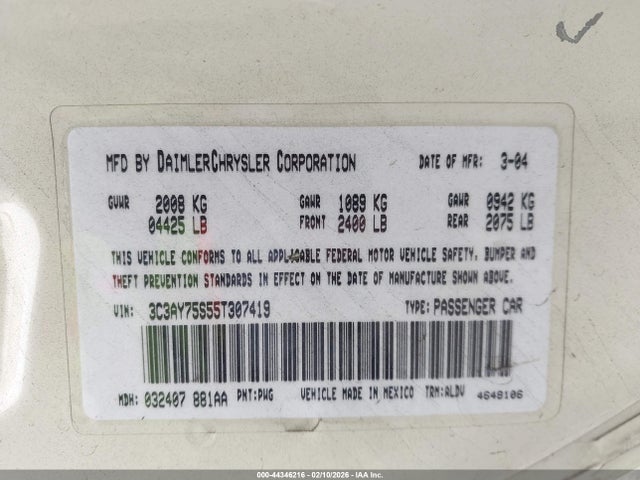 MFD BY DAIMLERCHRYSLER CORPORATION DATE OF MFR: 3-04
GVWR 2008 KG GAWR 1089 KG GAWR 0942 KG
04425 LB FRONT 2400 LB REAR 2075 LB
THIS VEHICLE CONFORMS TO ALL APPLICABLE FEDERAL MOTOR VEHICLE SAFETY, BUMPER AND
THEFT PREVENTION STANDARDS IN EFFECT ON THE DATE OF MANUFACTURE SHOWN ABOVE.
VIN: 3C3AY75S55T307419 TYPE: PASSENGER CAR
MDH: 032407 881AA PNT: PWG VEHICLE MADE IN MEXICO TRM: ALDV 4648106
000-44346216 - 02/10/2026 - IAA Inc.